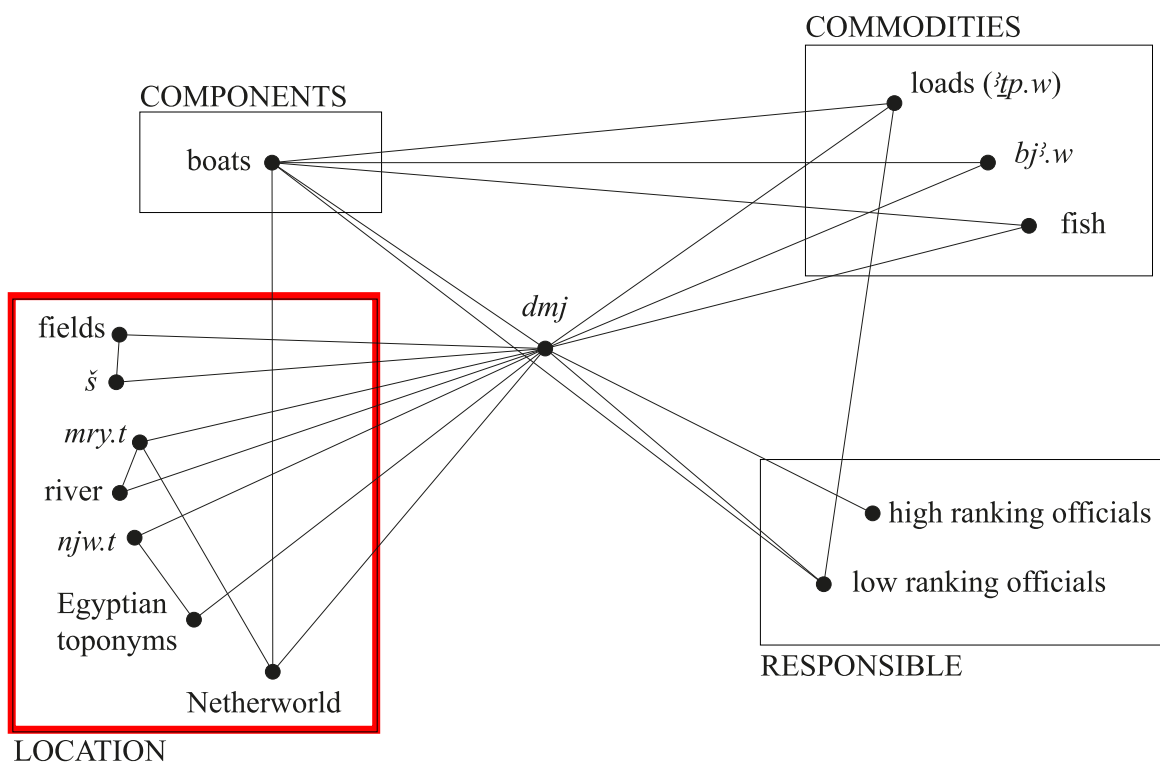 COMMODITIES
loads (ꜣṯp.w)
bjꜣ.w
fish
COMPONENTS
boats
dmj
fields
š
mry.t
river
njw.t
Egyptian
toponyms
Netherworld
LOCATION
high ranking officials
low ranking officials
RESPONSIBLE